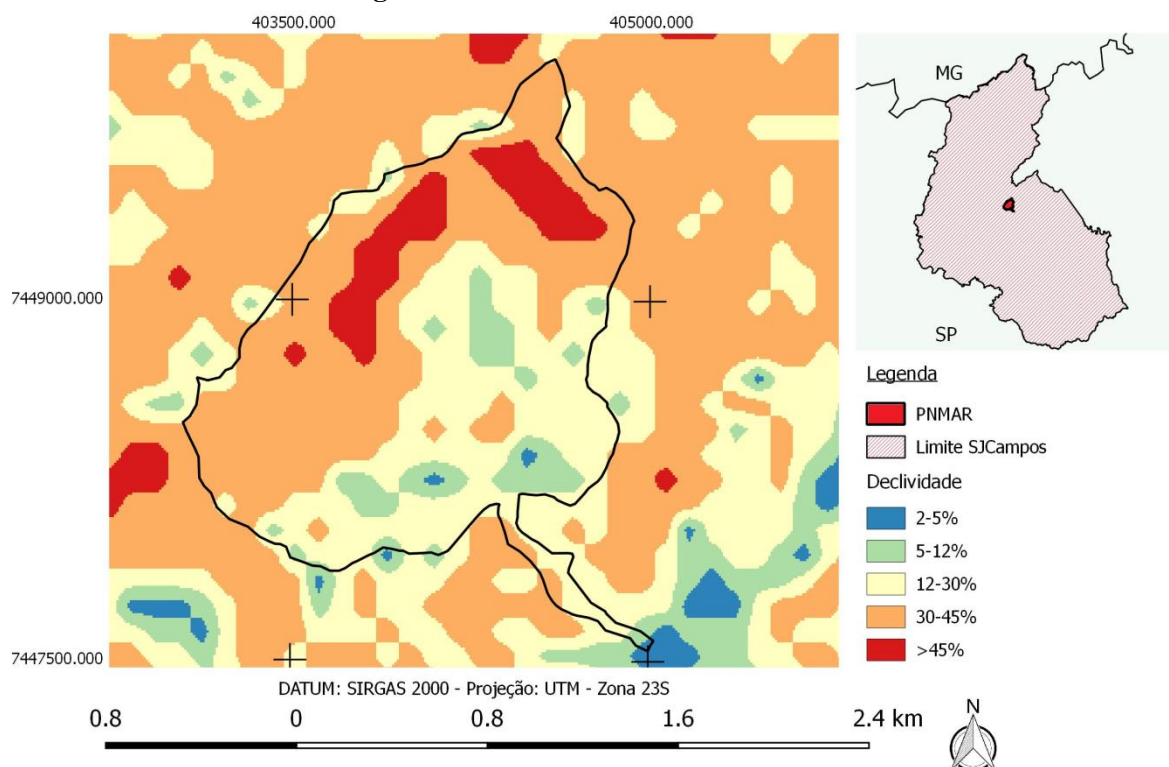 403500.000 405000.000
7449000.000
7447500.000
DATUM: SIRGAS 2000 - Projeção: UTM - Zona 23S
0.8 0 0.8 1.6 2.4 km
MG
SP
Legenda
PNMAR
Limite SJCampos
Declividade
2-5%
5-12%
12-30%
30-45%
>45%
N